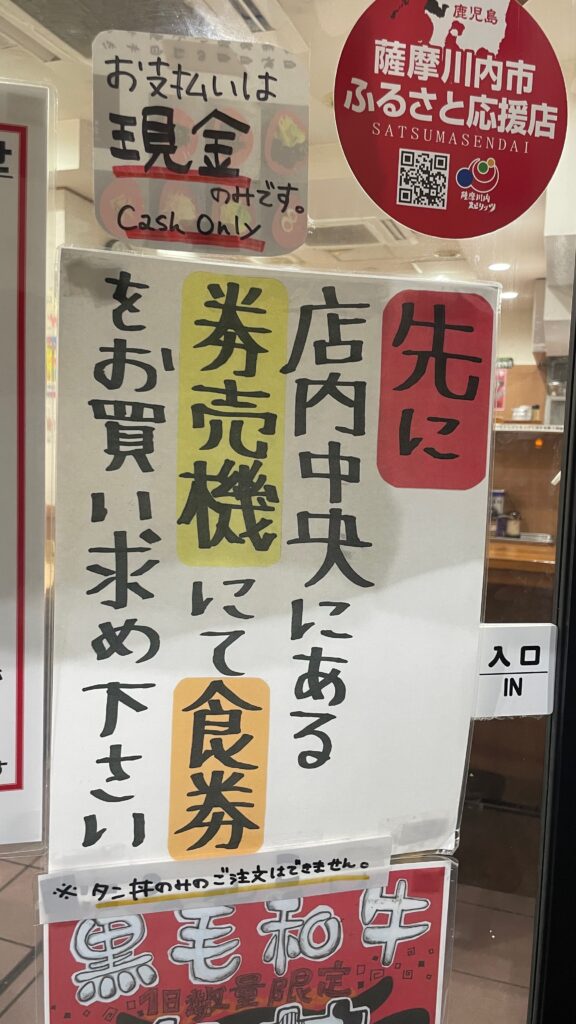 お支払いは
現金
のみです。
Cash Only
鹿児島
薩摩川内市
ふるさと応援店
SATSUMASENDAI
薩摩川内
先に
店内中央にある
券売機にて食券
をお買い求め下さい
入口
IN
※ タン丼のみのご注文はできません。
黒毛和牛
1日数量限定